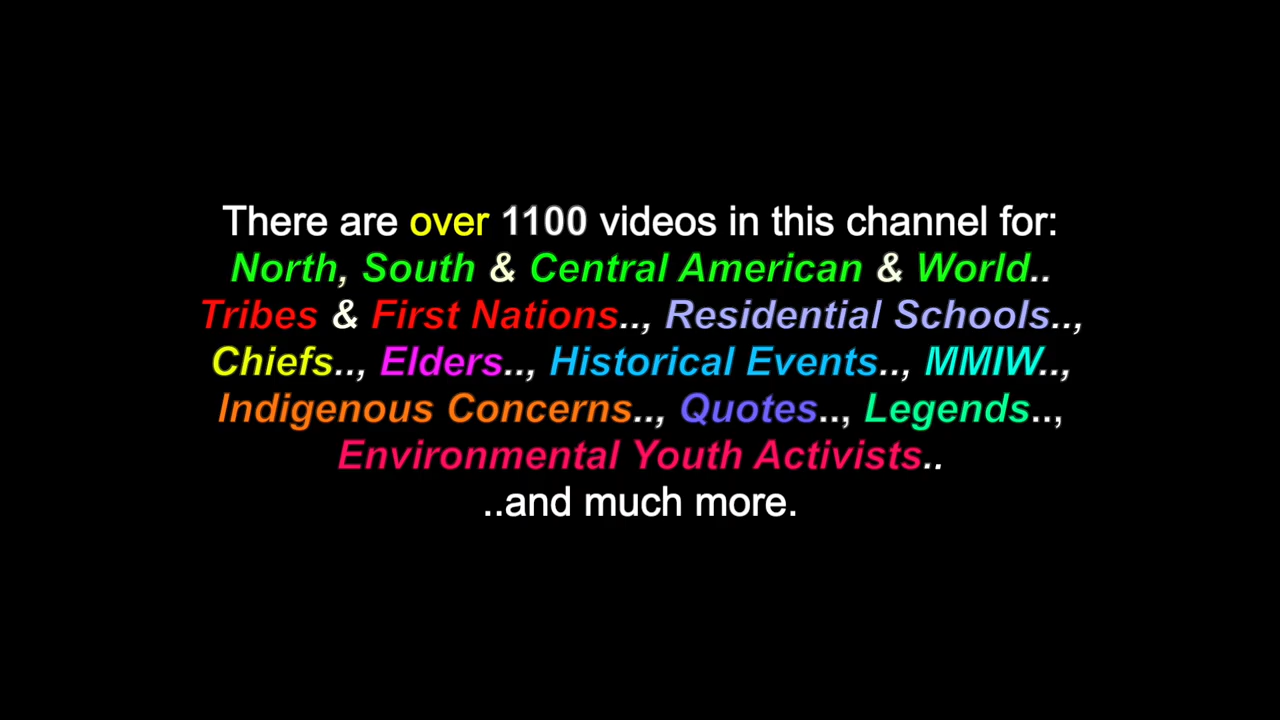 There are over 1100 videos in this channel for:
North, South & Central American & World..
Tribes & First Nations.., Residential Schools..,
Chiefs.., Elders.., Historical Events.., MMIW..,
Indigenous Concerns.., Quotes.., Legends..,
Environmental Youth Activists..
..and much more.